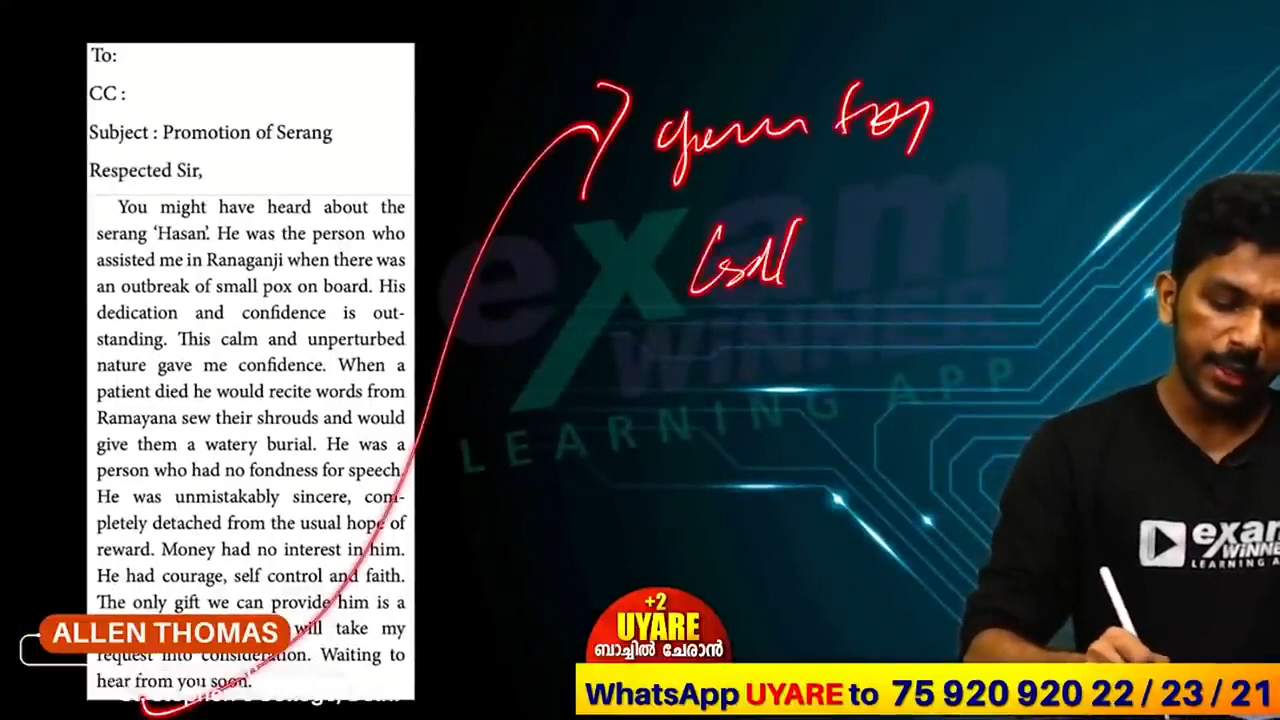 To:
CC :
Subject : Promotion of Serang
Respected Sir,
You might have heard about the
serang ‘Hasan’. He was the person who
assisted me in Ranaganji when there was
an outbreak of small pox on board. His
dedication and confidence is out-
standing. This calm and unperturbed
nature gave me confidence. When a
patient died he would recite words from
Ramayana sew their shrouds and would
give them a watery burial. He was a
person who had no fondness for speech.
He was unmistakably sincere, com-
pletely detached from the usual hope of
reward. Money had no interest in him.
He had courage, self control and faith.
The only gift we can provide him is a
will take my
request into consideration. Waiting to
hear from you soon.
ALLEN THOMAS
exam
WINNER
LEARNING APP
exam
WINNER
LEARNING A
+2
UYARE
ബാച്ചിൽ ചേരാൻ
WhatsApp UYARE to 75 920 920 22 / 23 / 21